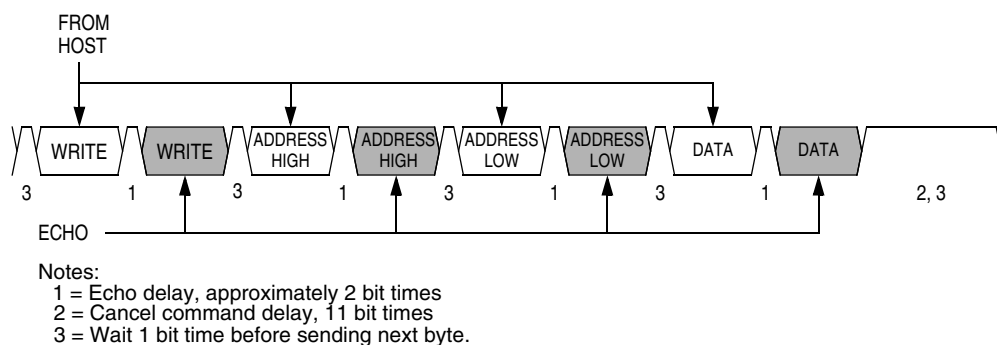 FROM
HOST
WRITE WRITE ADDRESS HIGH ADDRESS HIGH ADDRESS LOW ADDRESS LOW DATA DATA
3 1 3 1 3 1 3 1 2, 3
ECHO
Notes:
1 = Echo delay, approximately 2 bit times
2 = Cancel command delay, 11 bit times
3 = Wait 1 bit time before sending next byte.